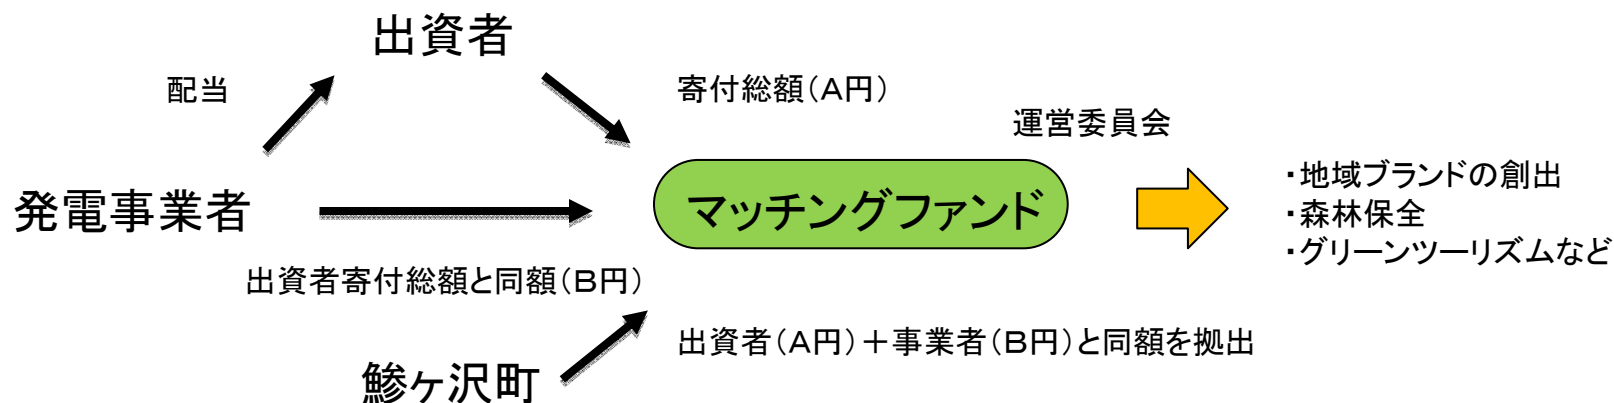 出資者
配当
寄付総額(A円)
運営委員会
発電事業者
マッチングファンド
・地域ブランドの創出
・森林保全
・グリーンツーリズムなど
出資者寄付総額と同額(B円)
出資者(A円)＋事業者(B円)と同額を拠出
鯵ヶ沢町